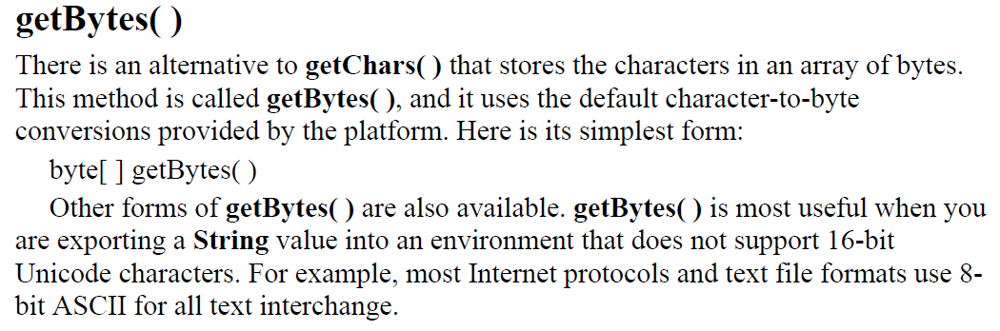 getBytes( )
There is an alternative to getChars( ) that stores the characters in an array of bytes.
This method is called getBytes( ), and it uses the default character-to-byte
conversions provided by the platform. Here is its simplest form:
byte[ ] getBytes( )
Other forms of getBytes( ) are also available. getBytes( ) is most useful when you
are exporting a String value into an environment that does not support 16-bit
Unicode characters. For example, most Internet protocols and text file formats use 8-
bit ASCII for all text interchange.